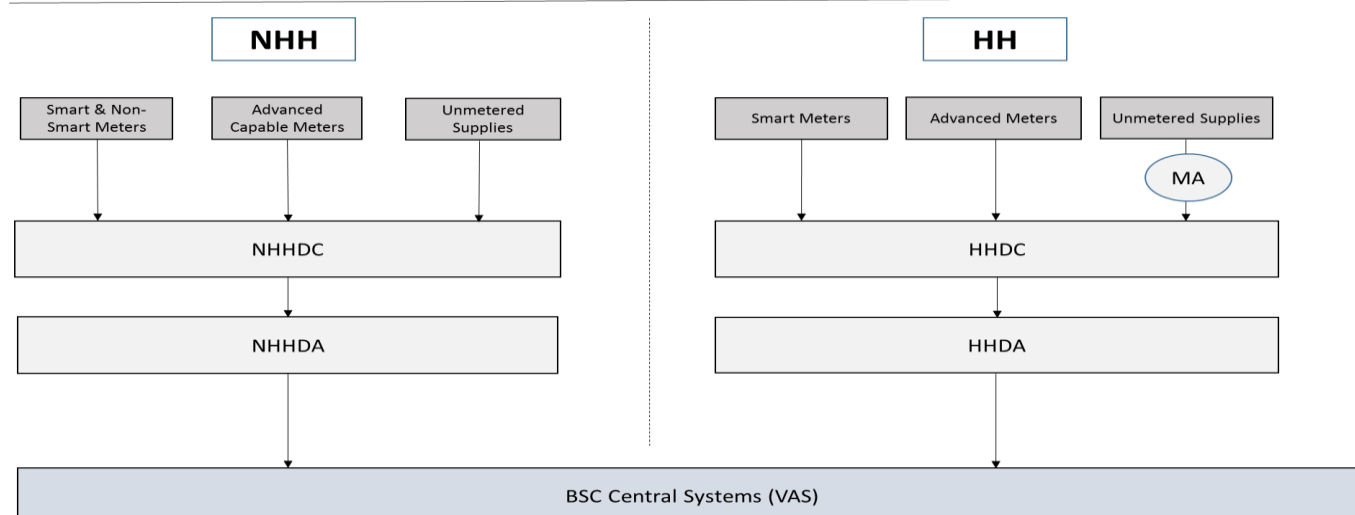 NHH
HH
Smart & Non-
Smart Meters
Advanced
Capable Meters
Unmetered
Supplies
Smart Meters
Advanced Meters
Unmetered Supplies
MA
NHHDC
HHDC
NHHDA
HHDA
BSC Central Systems (VAS)